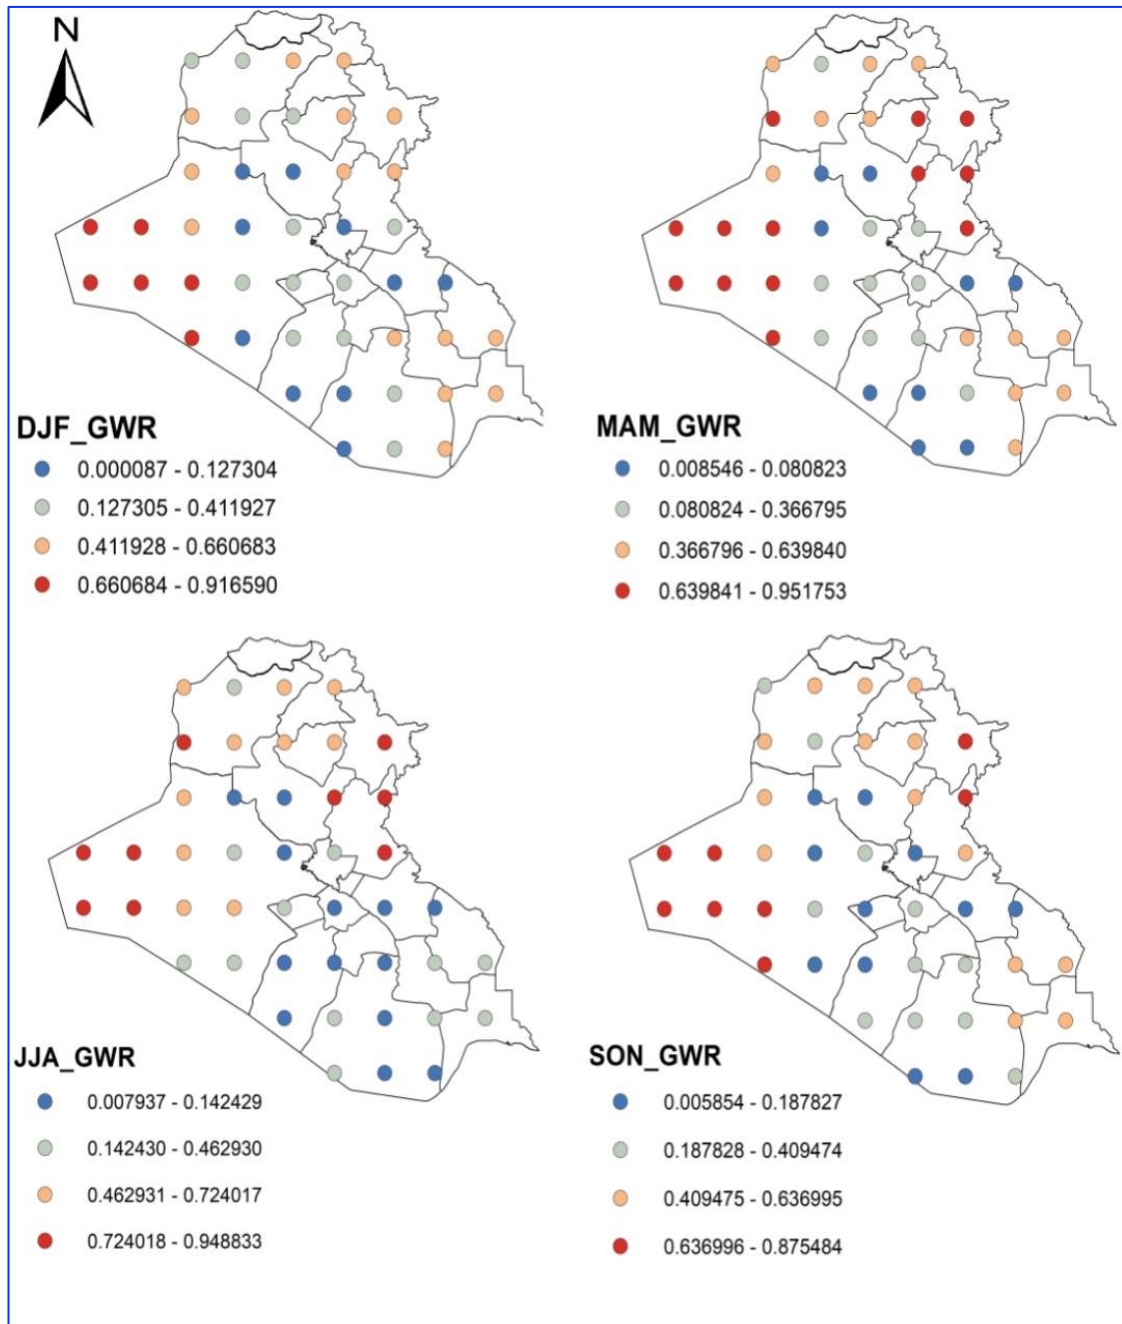 N
DJF_GWR
0.000087 - 0.127304
0.127305 - 0.411927
0.411928 - 0.660683
0.660684 - 0.916590
MAM_GWR
0.008546 - 0.080823
0.080824 - 0.366795
0.366796 - 0.639840
0.639841 - 0.951753
JJA_GWR
0.007937 - 0.142429
0.142430 - 0.462930
0.462931 - 0.724017
0.724018 - 0.948833
SON_GWR
0.005854 - 0.187827
0.187828 - 0.409474
0.409475 - 0.636995
0.636996 - 0.875484